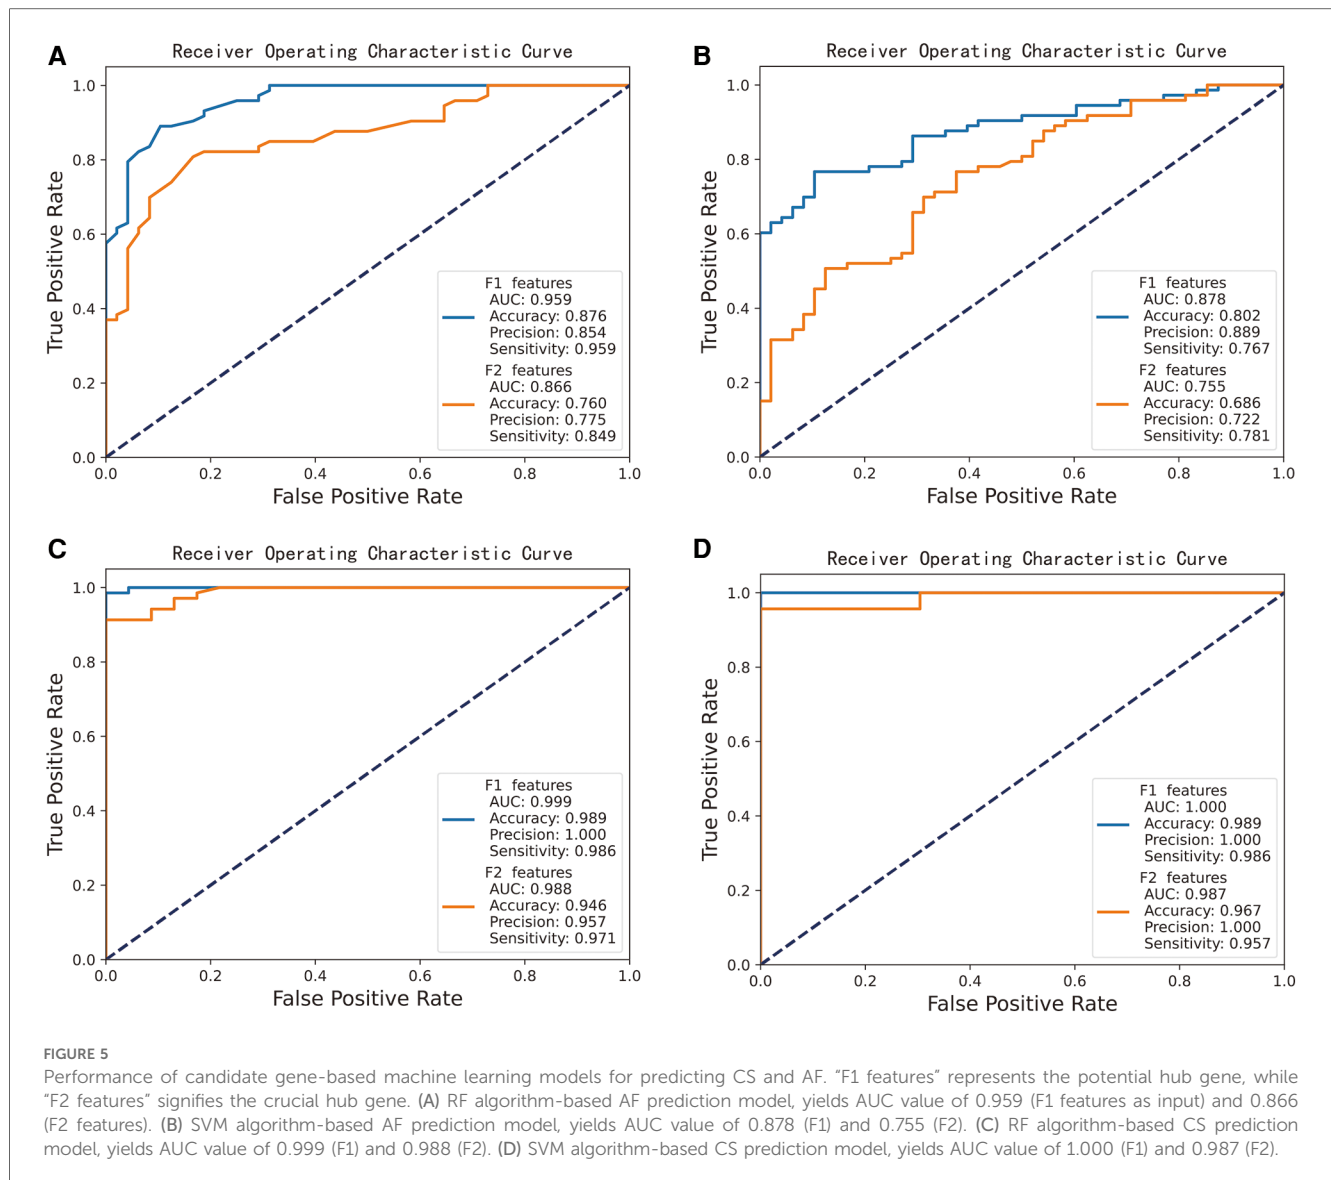 A
Receiver Operating Characteristic Curve
1.0
0.8
0.6
0.4
0.2
0.0
True Positive Rate
F1 features
AUC: 0.959
Accuracy: 0.876
Precision: 0.854
Sensitivity: 0.959
F2 features
AUC: 0.866
Accuracy: 0.760
Precision: 0.775
Sensitivity: 0.849
0.0 0.2 0.4 0.6 0.8 1.0
False Positive Rate
B
Receiver Operating Characteristic Curve
1.0
0.8
0.6
0.4
0.2
0.0
True Positive Rate
F1 features
AUC: 0.878
Accuracy: 0.802
Precision: 0.889
Sensitivity: 0.767
F2 features
AUC: 0.755
Accuracy: 0.686
Precision: 0.722
Sensitivity: 0.781
0.0 0.2 0.4 0.6 0.8 1.0
False Positive Rate
C
Receiver Operating Characteristic Curve
1.0
0.8
0.6
0.4
0.2
0.0
True Positive Rate
F1 features
AUC: 0.999
Accuracy: 0.989
Precision: 1.000
Sensitivity: 0.986
F2 features
AUC: 0.988
Accuracy: 0.946
Precision: 0.957
Sensitivity: 0.971
0.0 0.2 0.4 0.6 0.8 1.0
False Positive Rate
D
Receiver Operating Characteristic Curve
1.0
0.8
0.6
0.4
0.2
0.0
True Positive Rate
F1 features
AUC: 1.000
Accuracy: 0.989
Precision: 1.000
Sensitivity: 0.986
F2 features
AUC: 0.987
Accuracy: 0.967
Precision: 1.000
Sensitivity: 0.957
0.0 0.2 0.4 0.6 0.8 1.0
False Positive Rate
FIGURE 5
Performance of candidate gene-based machine learning models for predicting CS and AF. “F1 features” represents the potential hub gene, while
“F2 features” signifies the crucial hub gene. (A) RF algorithm-based AF prediction model, yields AUC value of 0.959 (F1 features as input) and 0.866
(F2 features). (B) SVM algorithm-based AF prediction model, yields AUC value of 0.878 (F1) and 0.755 (F2). (C) RF algorithm-based CS prediction
model, yields AUC value of 0.999 (F1) and 0.988 (F2). (D) SVM algorithm-based CS prediction model, yields AUC value of 1.000 (F1) and 0.987 (F2).